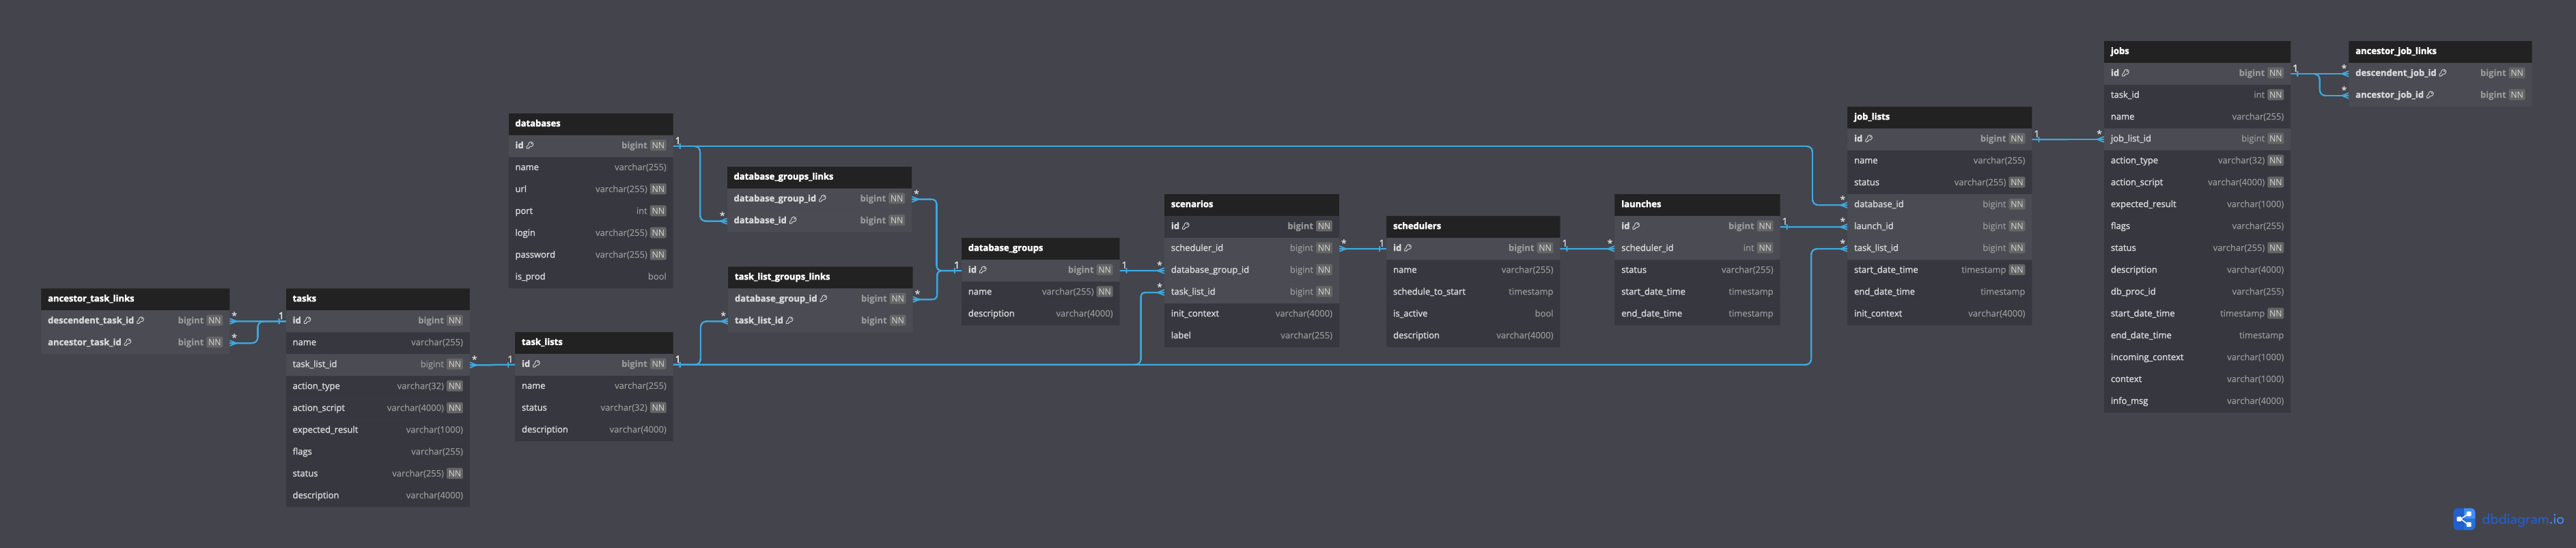 ancestor_task_links
descendent_task_id bigint NN
ancestor_task_id bigint NN
tasks
id bigint NN
name varchar(255)
task_list_id bigint NN
action_type varchar(32) NN
action_script varchar(4000) NN
expected_result varchar(1000)
flags varchar(255)
status varchar(255) NN
description varchar(4000)
databases
id bigint NN
name varchar(255)
url varchar(255) NN
port int NN
login varchar(255) NN
password varchar(255) NN
is_prod bool
task_lists
id bigint NN
name varchar(255)
status varchar(32) NN
description varchar(4000)
database_groups_links
database_group_id bigint NN
database_id bigint NN
task_list_groups_links
database_group_id bigint NN
task_list_id bigint NN
database_groups
id bigint NN
name varchar(255) NN
description varchar(4000)
scenarios
id bigint NN
scheduler_id bigint NN
database_group_id bigint NN
task_list_id bigint NN
init_context varchar(4000)
label varchar(255)
schedulers
id bigint NN
name varchar(255)
schedule_to_start timestamp
is_active bool
description varchar(4000)
launches
id bigint NN
scheduler_id int NN
status varchar(255)
start_date_time timestamp
end_date_time timestamp
job_lists
id bigint NN
name varchar(255)
status varchar(255) NN
database_id bigint NN
launch_id bigint NN
task_list_id bigint NN
start_date_time timestamp NN
end_date_time timestamp
init_context varchar(4000)
jobs
id bigint NN
task_id int NN
name varchar(255)
job_list_id bigint NN
action_type varchar(32) NN
action_script varchar(4000) NN
expected_result varchar(1000)
flags varchar(255)
status varchar(255) NN
description varchar(4000)
db_proc_id varchar(255)
start_date_time timestamp NN
end_date_time timestamp
incoming_context varchar(1000)
context varchar(1000)
info_msg varchar(4000)
ancestor_job_links
descendent_job_id bigint NN
ancestor_job_id bigint NN
dbdiagram.io